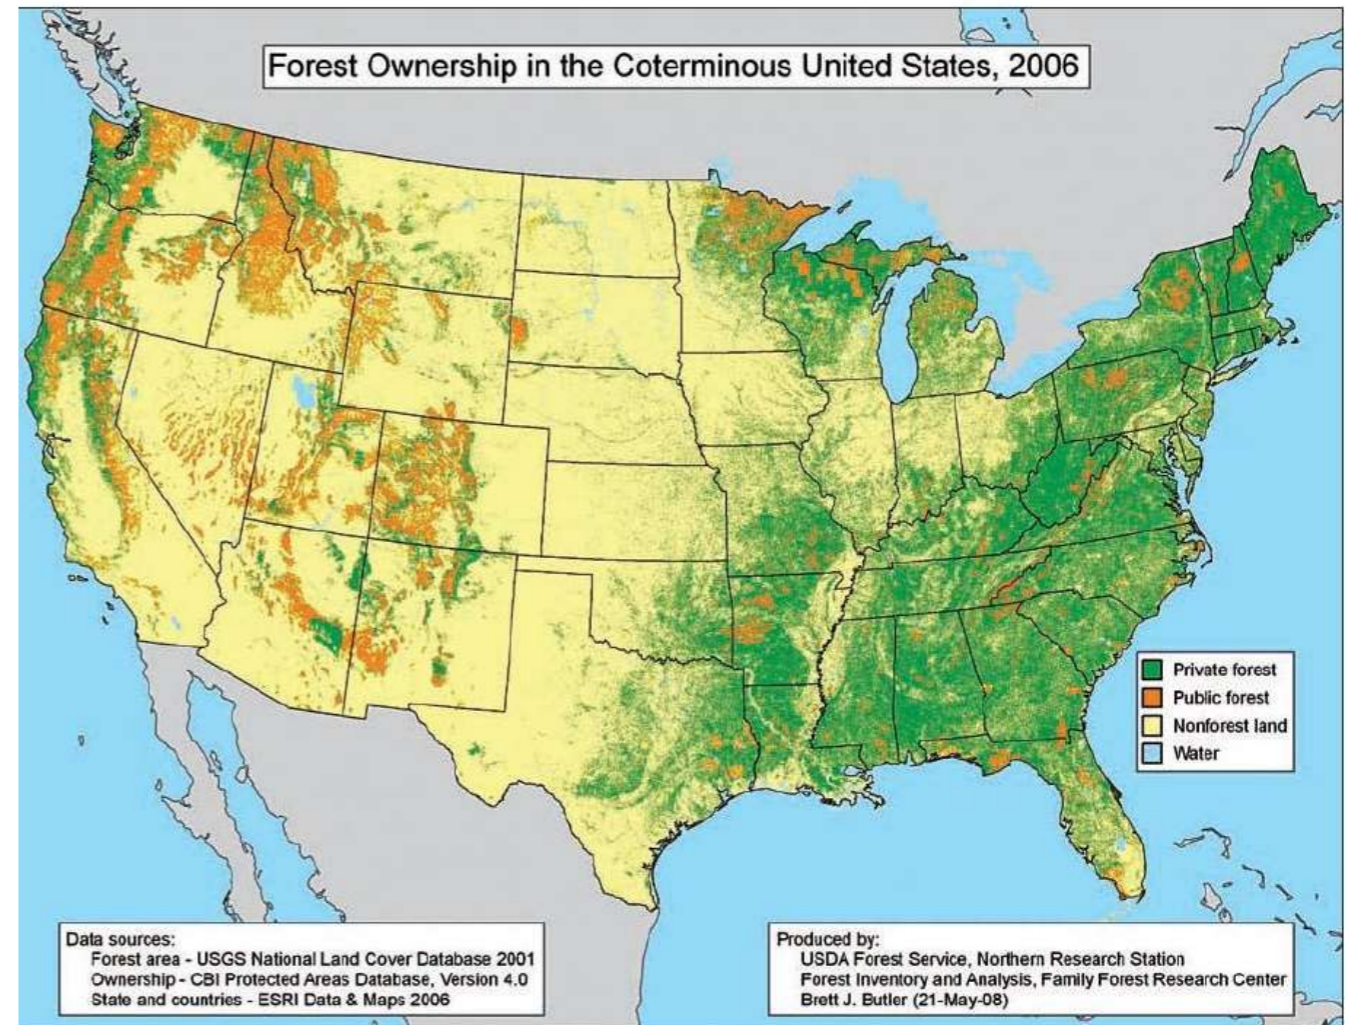 Forest Ownership in the Coterminous United States, 2006
Private forest
Public forest
Nonforest land
Water
Data sources:
Forest area - USGS National Land Cover Database 2001
Ownership - CBI Protected Areas Database, Version 4.0
State and countries - ESRI Data & Maps 2006
Produced by:
USDA Forest Service, Northern Research Station
Forest Inventory and Analysis, Family Forest Research Center
Brett J. Butler (21-May-08)